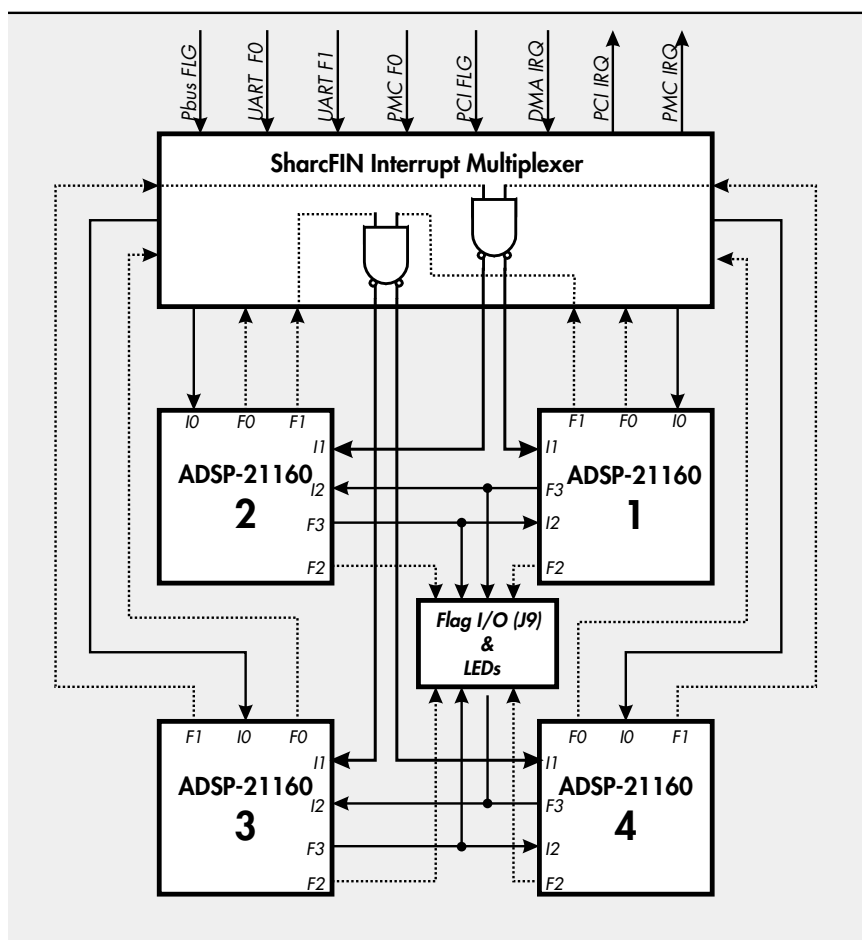 Pbus FLG
UART F0
UART F1
PMC F0
PCI FLG
DMA IRQ
PCI IRQ
PMC IRQ
SharcFIN Interrupt Multiplexer
I0 F0 F1
I1
ADSP-21160
2
I2
F3
F2
F1 F0 I0
I1
ADSP-21160
1
F3
I2
F2
Flag I/O (J9)
&
LEDs
F1 I0 F0
I1
ADSP-21160
3
I2
F3
F2
F0 I0 F1
I1
ADSP-21160
4
F3
I2
F2